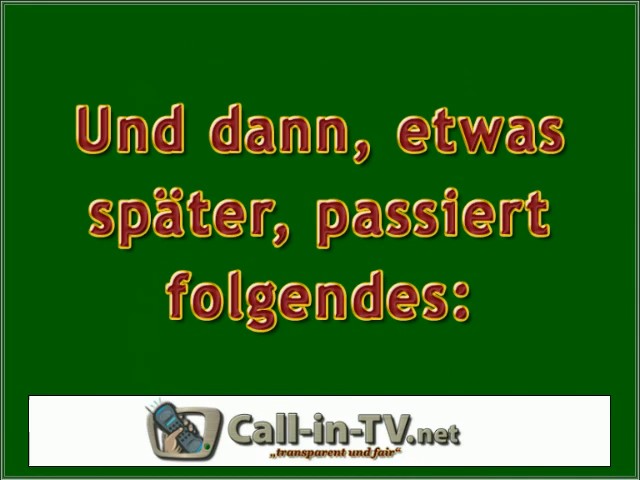 Und dann, etwas
später, passiert
folgendes:
Call-in-TV.net
„transparent und fair“